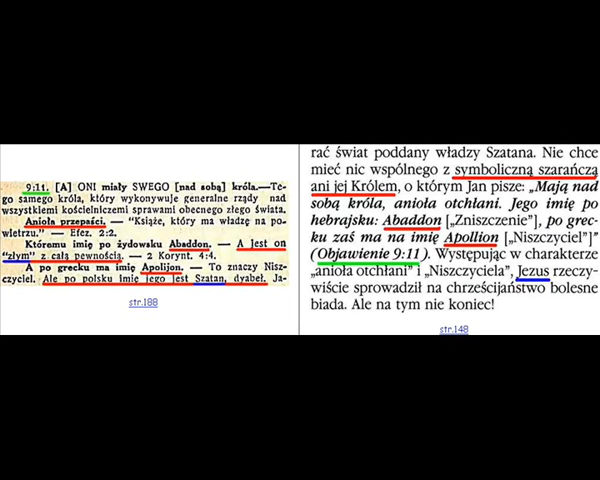 9:11. [A] ONI miały SWEGO [nad sobą] króla.—Te-
go samego króla, który wykonywuje generalne rządy nad
wszystkiemi kościelniczemi sprawami obecnego złego świata.
Anioła przepaści. — "Książe, który ma władzę na po-
wietrzu." — Efez. 2:2.
Któremu imię po żydowsku Abaddon. — A jest on
"złym" z całą pewnością. — 2 Korynt. 4:4.
A po grecku ma imię Apolijon. — To znaczy Nisz-
czyciel. Ale po polsku imię jego jest Szatan, dyabeł. Ja-
str.188
rać świat poddany władzy Szatana. Nie chce
mieć nic wspólnego z symboliczną szarańczą
ani jej Królem, o którym Jan pisze: „Mają nad
sobą króla, anioła otchłani. Jego imię po
hebrajsku: Abaddon [„Zniszczenie”], po grec-
ku zaś ma na imię Apollion [„Niszczyciel”]”
(Objawienie 9:11). Występując w charakterze
„anioła otchłani” i „Niszczyciela”, Jezus rzeczy-
wiście sprowadził na chrześcijaństwo bolesne
biada. Ale na tym nie koniec!
str.148